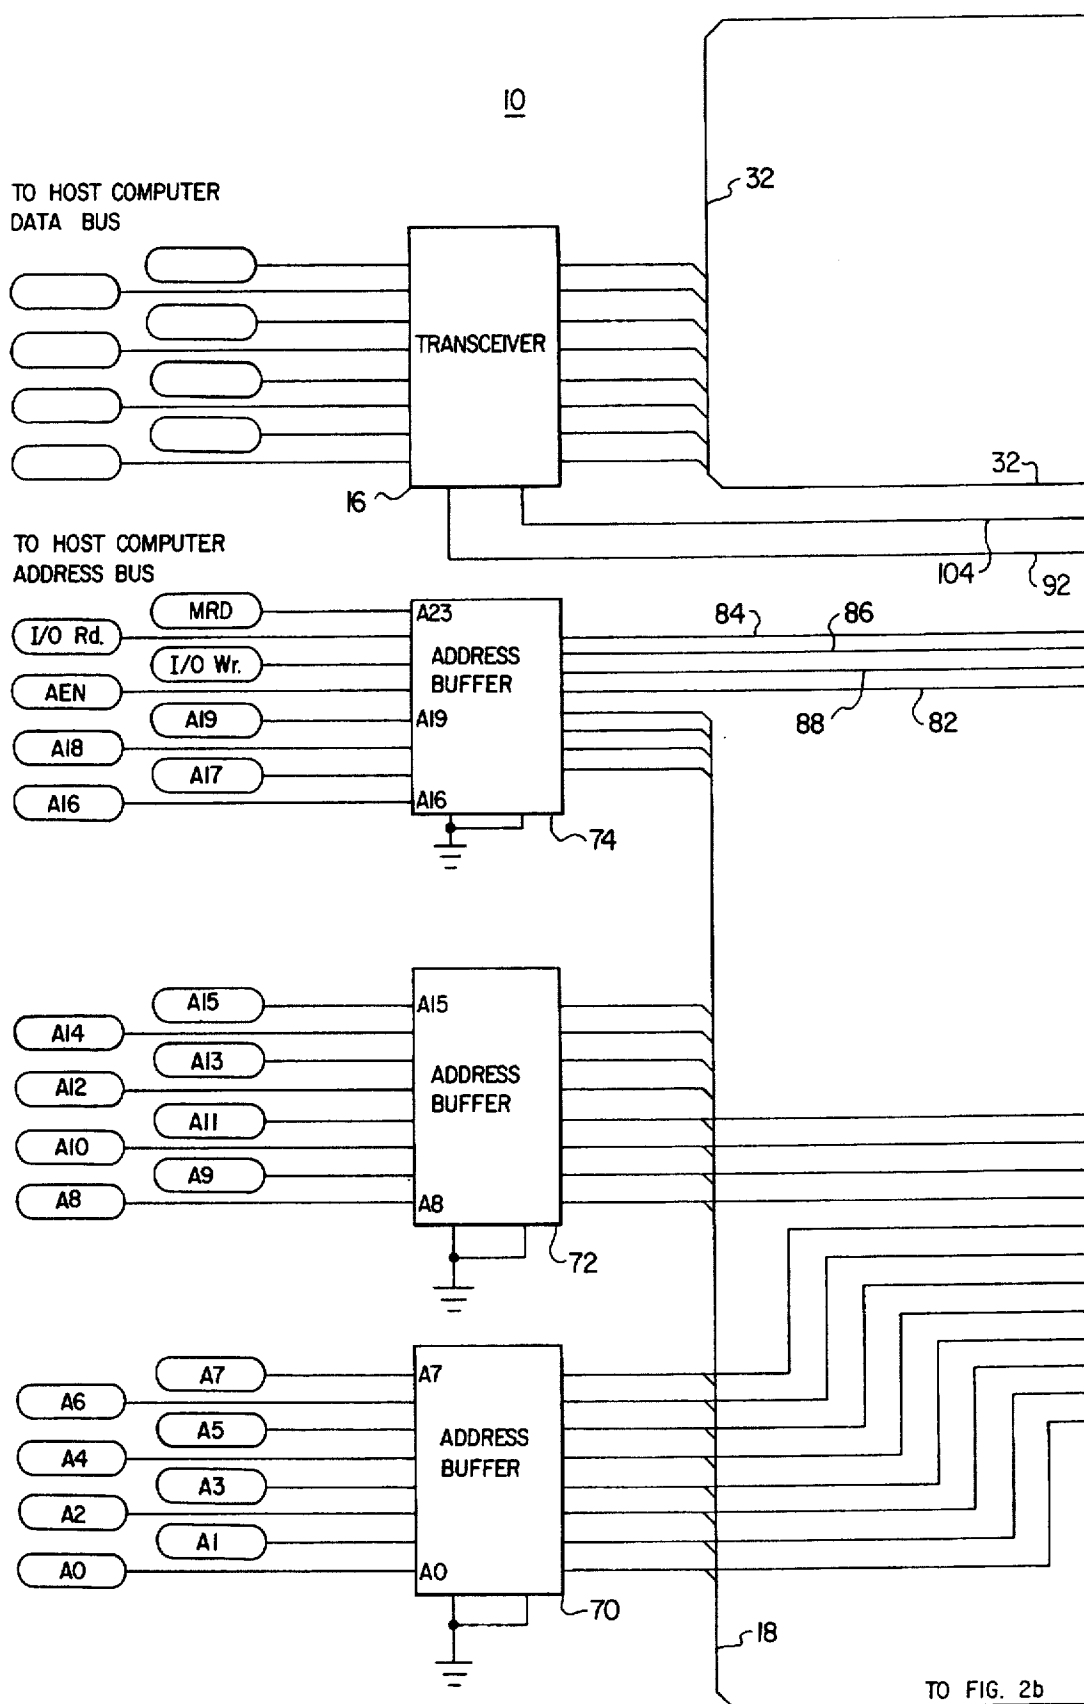 10
TO HOST COMPUTER
DATA BUS
32
TRANSCEIVER
16
32
104
92
TO HOST COMPUTER
ADDRESS BUS
MRD
I/O Rd.
I/O Wr.
AEN
A19
A18
A17
A16
A23
ADDRESS
BUFFER
A19
A16
74
84
86
88
82
A15
A14
A13
A12
A11
A10
A9
A8
A15
ADDRESS
BUFFER
A8
72
A7
A6
A5
A4
A3
A2
A1
A0
A7
ADDRESS
BUFFER
A0
70
18
TO FIG. 2b